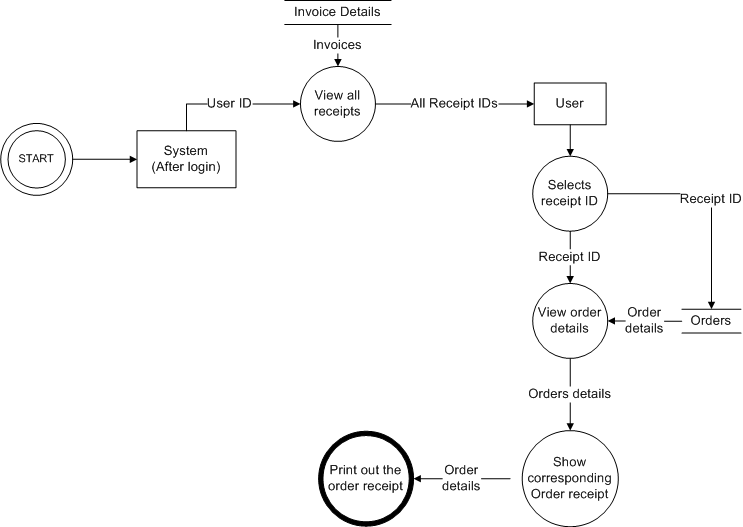 Invoice Details
Invoices
User ID
View all
receipts
All Receipt IDs
User
START
System
(After login)
Selects
receipt ID
Receipt ID
Receipt ID
View order
details
Order
details
Orders
Orders details
Print out the
order receipt
Order
details
Show
corresponding
Order receipt